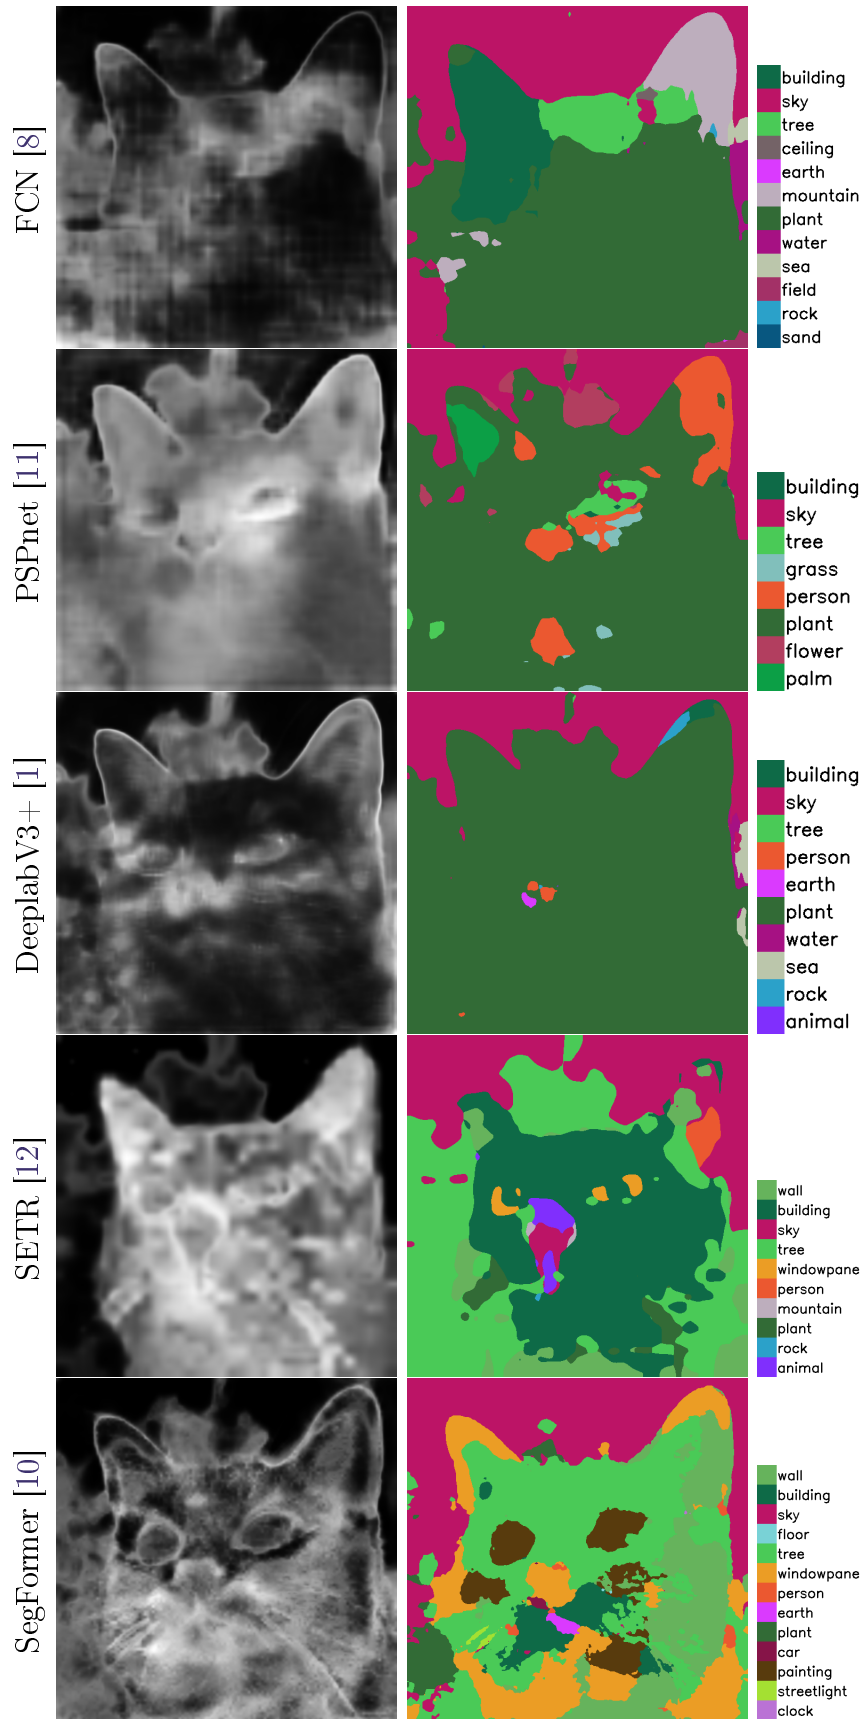 FCN [8]
building
sky
tree
ceiling
earth
mountain
plant
water
sea
field
rock
sand
PSPnet [11]
building
sky
tree
grass
person
plant
flower
palm
DeeplabV3+ [1]
building
sky
tree
person
earth
plant
water
sea
rock
animal
SETR [12]
wall
building
sky
tree
windowpane
person
mountain
plant
rock
animal
SegFormer [10]
wall
building
sky
floor
tree
windowpane
person
earth
plant
car
painting
streetlight
clock